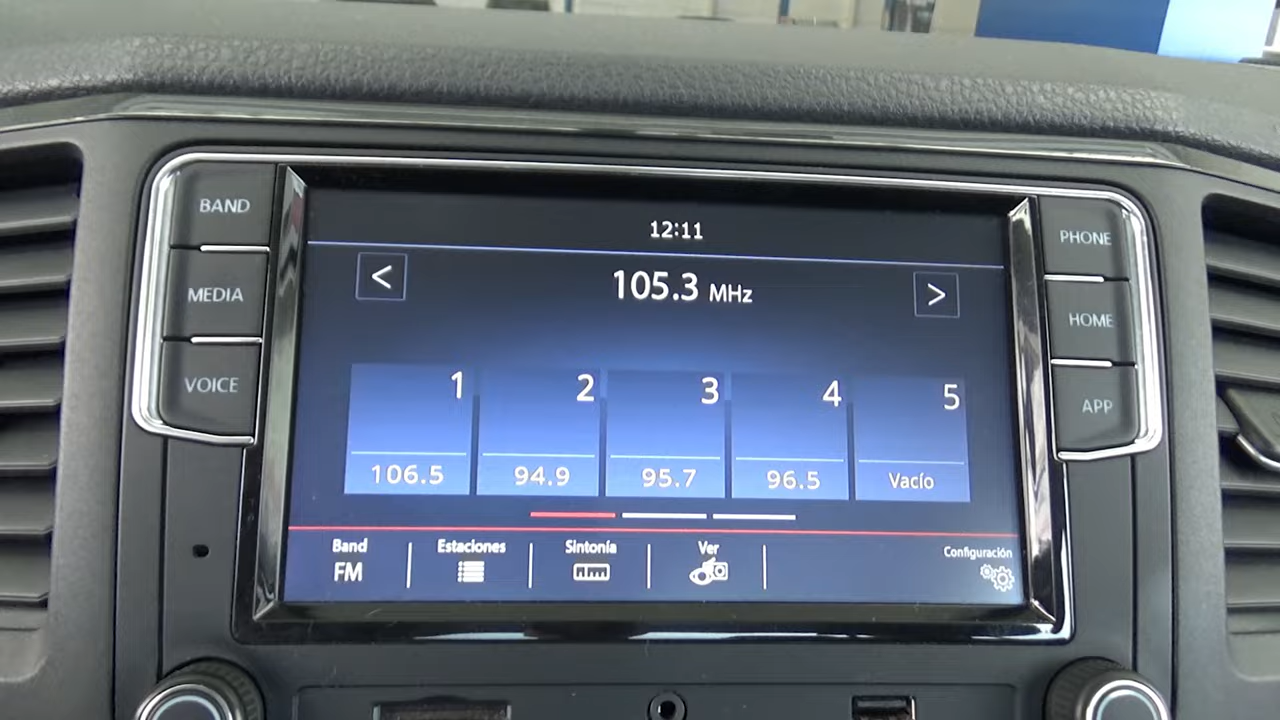 BAND
MEDIA
VOICE
12:11
<
105.3 MHz
>
1
2
3
4
5
106.5
94.9
95.7
96.5
Vacío
Band
FM
Estaciones
Sintonía
Ver
Configuración
PHONE
HOME
APP